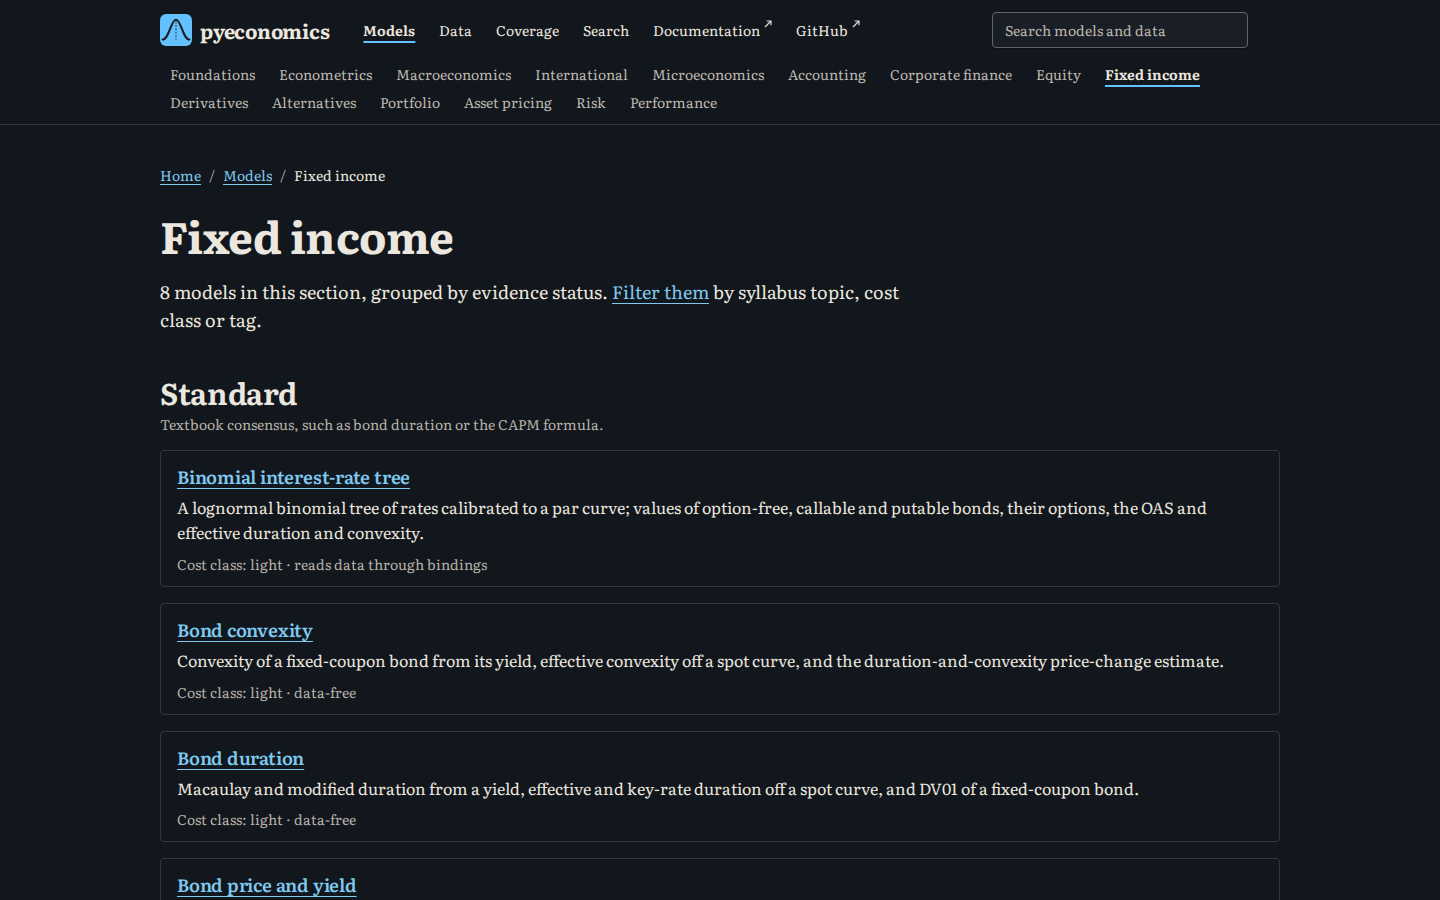 pyeconomics
Models Data Coverage Search Documentation ↗ GitHub ↗ Search models and data
Foundations Econometrics Macroeconomics International Microeconomics Accounting Corporate finance Equity Fixed income
Derivatives Alternatives Portfolio Asset pricing Risk Performance
Home / Models / Fixed income
Fixed income
8 models in this section, grouped by evidence status. Filter them by syllabus topic, cost
class or tag.
Standard
Textbook consensus, such as bond duration or the CAPM formula.
Binomial interest-rate tree
A lognormal binomial tree of rates calibrated to a par curve; values of option-free, callable and putable bonds, their options, the OAS and
effective duration and convexity.
Cost class: light · reads data through bindings
Bond convexity
Convexity of a fixed-coupon bond from its yield, effective convexity off a spot curve, and the duration-and-convexity price-change estimate.
Cost class: light · data-free
Bond duration
Macaulay and modified duration from a yield, effective and key-rate duration off a spot curve, and DV01 of a fixed-coupon bond.
Cost class: light · data-free
Bond price and yield